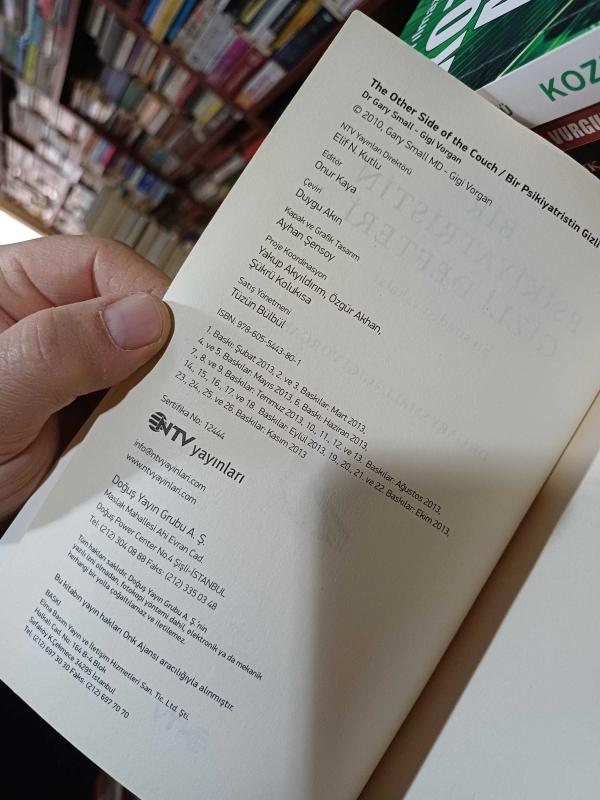 The Other Side of the Couch / Bir Psikiyatristin Gizli
Dr Gary Small - Gigi Vorgan
© 2010, Gary Small MD - Gigi Vorgan
NTV Yayınları Direktörü
Elif N. Kutlu
Editör
Onur Kaya
Çeviri
Duygu Akın
Kapak ve Grafik Tasarım
Ayhan Şensoy
Proje Koordinasyon
Yakup Akyıldırım, Özgür Akhan,
Şükrü Kolukısa
Satış Yönetmeni
Tüzün Bülbül
ISBN: 978-605-5443-80-1
1. Baskı: Şubat 2013, 2. ve 3. Baskılar: Mart 2013,
4. ve 5. Baskılar: Mayıs 2013, 6. Baskı: Haziran 2013,
7., 8. ve 9. Baskılar: Temmuz 2013, 10., 11., 12. ve 13., Baskılar: Ağustos 2013,
14., 15., 16., 17. ve 18. Baskılar: Eylül 2013, 19., 20., 21. ve 22. Baskılar: Ekim 2013,
23., 24., 25. ve 26. Baskılar: Kasım 2013
Sertifika No: 12444
NTV yayınları
info@ntvyayinlari.com
www.ntvyayinlari.com
Doğuş Yayın Grubu A. Ş.
Maslak Mahallesi Ahi Evran Cad.
Doğuş Power Center No.4 Şişli-İSTANBUL
Tel: (212) 304 08 88 Faks: (212) 335 03 48
Tüm hakları saklıdır. Doğuş Yayın Grubu A. Ş.'nin
yazılı izni olmadan, fotokopi yöntemi dahil, elektronik ya da mekanik
herhangi bir yolla çoğaltılamaz ve iletilemez.
Bu kitabın yayın hakları Onk Ajansı aracılığıyla alınmıştır.
BASKI
Elma Basım Yayın ve İletişim Hizmetleri San. Tic. Ltd. Şti.
Halkalı Cad. No: 164 B-4 Blok
Sefaköy K.Çekmece 34295 İstanbul
Tel: (212) 697 30 30 Faks: (212) 697 70 70
KOZ
VURGU